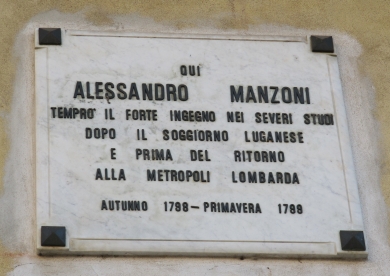 QUI
ALESSANDRO MANZONI
TEMPRO' IL FORTE INGEGNO NEI SEVERI STUDI
DOPO IL SOGGIORNO LUGANESE
E PRIMA DEL RITORNO
ALLA METROPOLI LOMBARDA
AUTUNNO 1798 - PRIMAVERA 1799